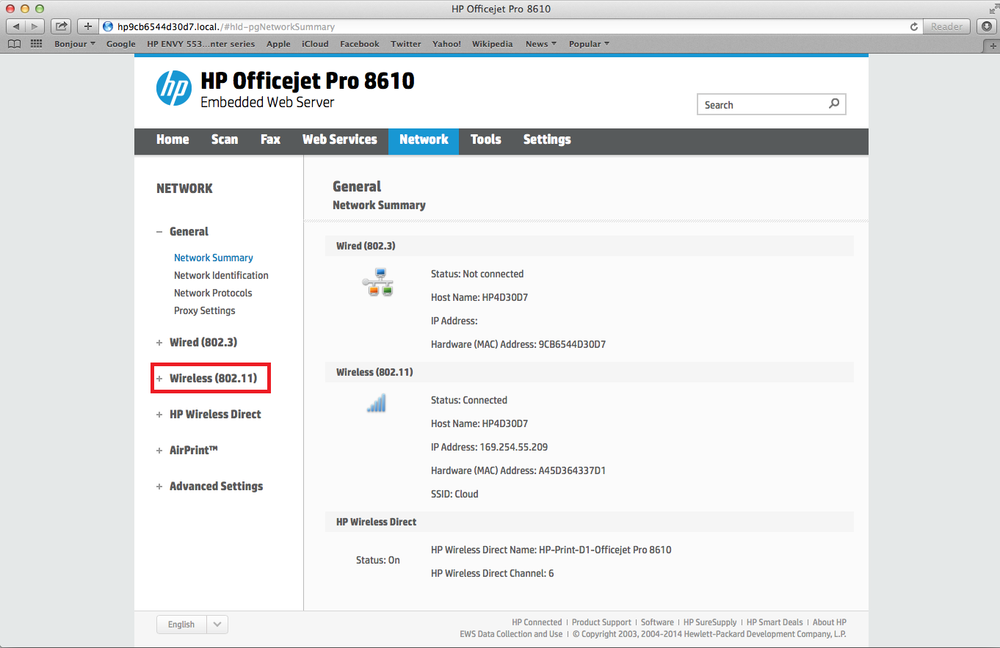 HP Officejet Pro 8610
hp9cb6544d30d7.local./#hId-pgNetworkSummary
Reader
Bonjour Google HP ENVY 553...nter series Apple iCloud Facebook Twitter Yahoo! Wikipedia News Popular
hp HP Officejet Pro 8610
Embedded Web Server
Search
Home Scan Fax Web Services Network Tools Settings
NETWORK
− General
Network Summary
Network Identification
Network Protocols
Proxy Settings
+ Wired (802.3)
+ Wireless (802.11)
+ HP Wireless Direct
+ AirPrint™
+ Advanced Settings
General
Network Summary
Wired (802.3)
Status: Not connected
Host Name: HP4D30D7
IP Address:
Hardware (MAC) Address: 9CB6544D30D7
Wireless (802.11)
Status: Connected
Host Name: HP4D30D7
IP Address: 169.254.55.209
Hardware (MAC) Address: A45D364337D1
SSID: Cloud
HP Wireless Direct
Status: On
HP Wireless Direct Name: HP-Print-D1-Officejet Pro 8610
HP Wireless Direct Channel: 6
English
HP Connected | Product Support | Software | HP SureSupply | HP Smart Deals | About HP
EWS Data Collection and Use | © Copyright 2003, 2004-2014 Hewlett-Packard Development Company, L.P.